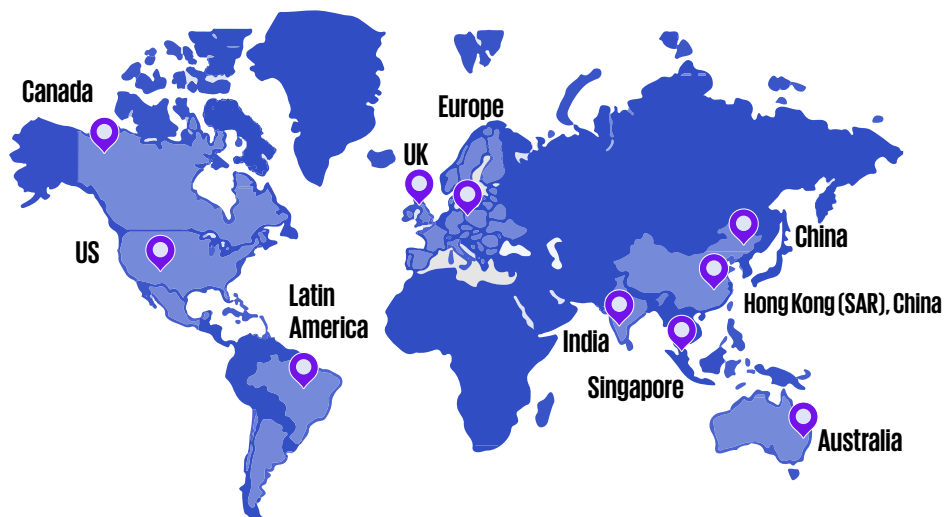 Canada
Europe
UK
US
China
Latin
America
Hong Kong (SAR), China
India
Singapore
Australia